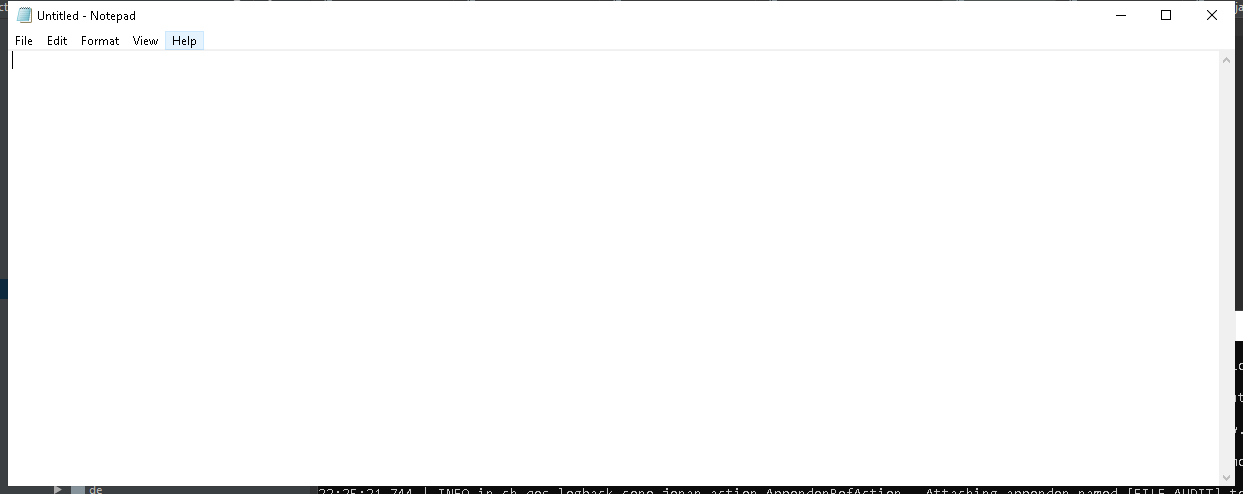 Untitled - Notepad
File Edit Format View Help
de
22:25:21.744 | INFO in ch.qos.logback.core.joran.action.AppenderRefAction - Attaching appender named [FILE_AUDIT] t